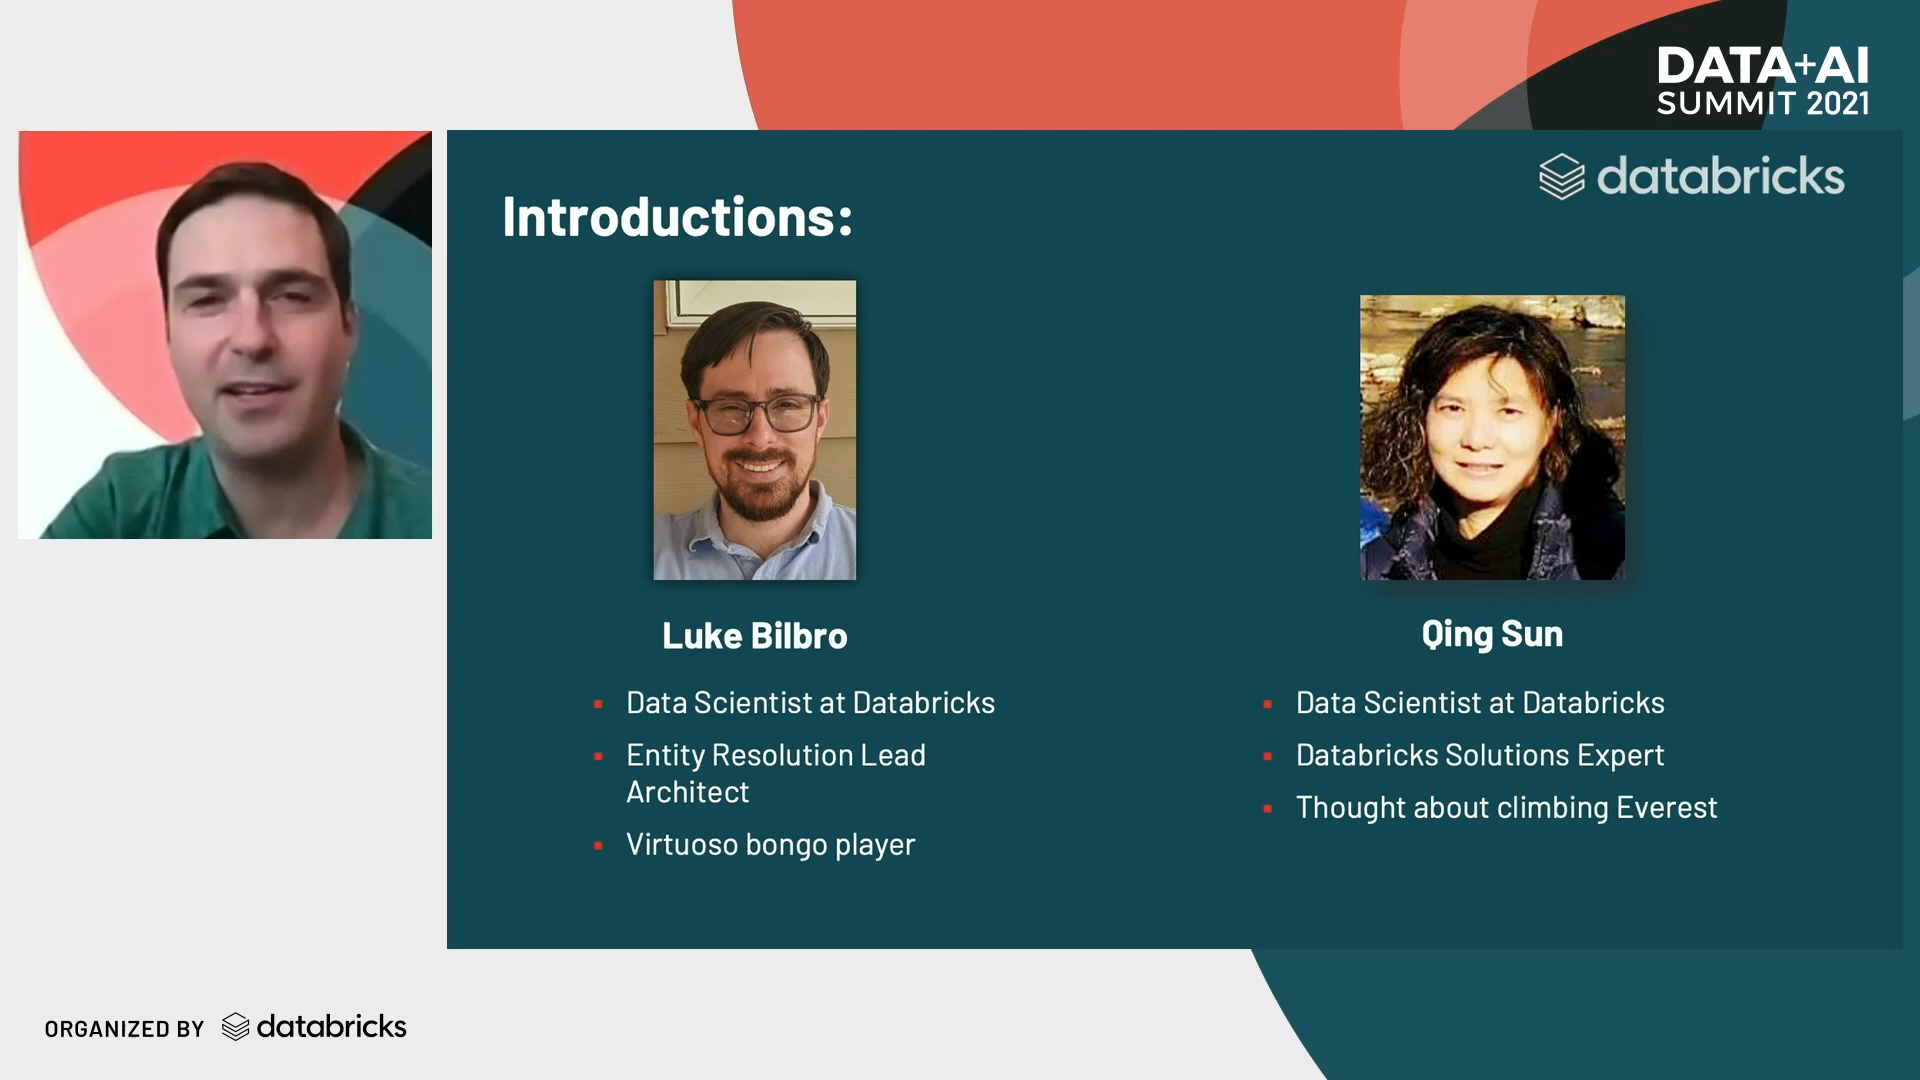 DATA+AI
SUMMIT 2021
databricks
Introductions:
Luke Bilbro
Data Scientist at Databricks
Entity Resolution Lead
Architect
Virtuoso bongo player
Qing Sun
Data Scientist at Databricks
Databricks Solutions Expert
Thought about climbing Everest
ORGANIZED BY databricks